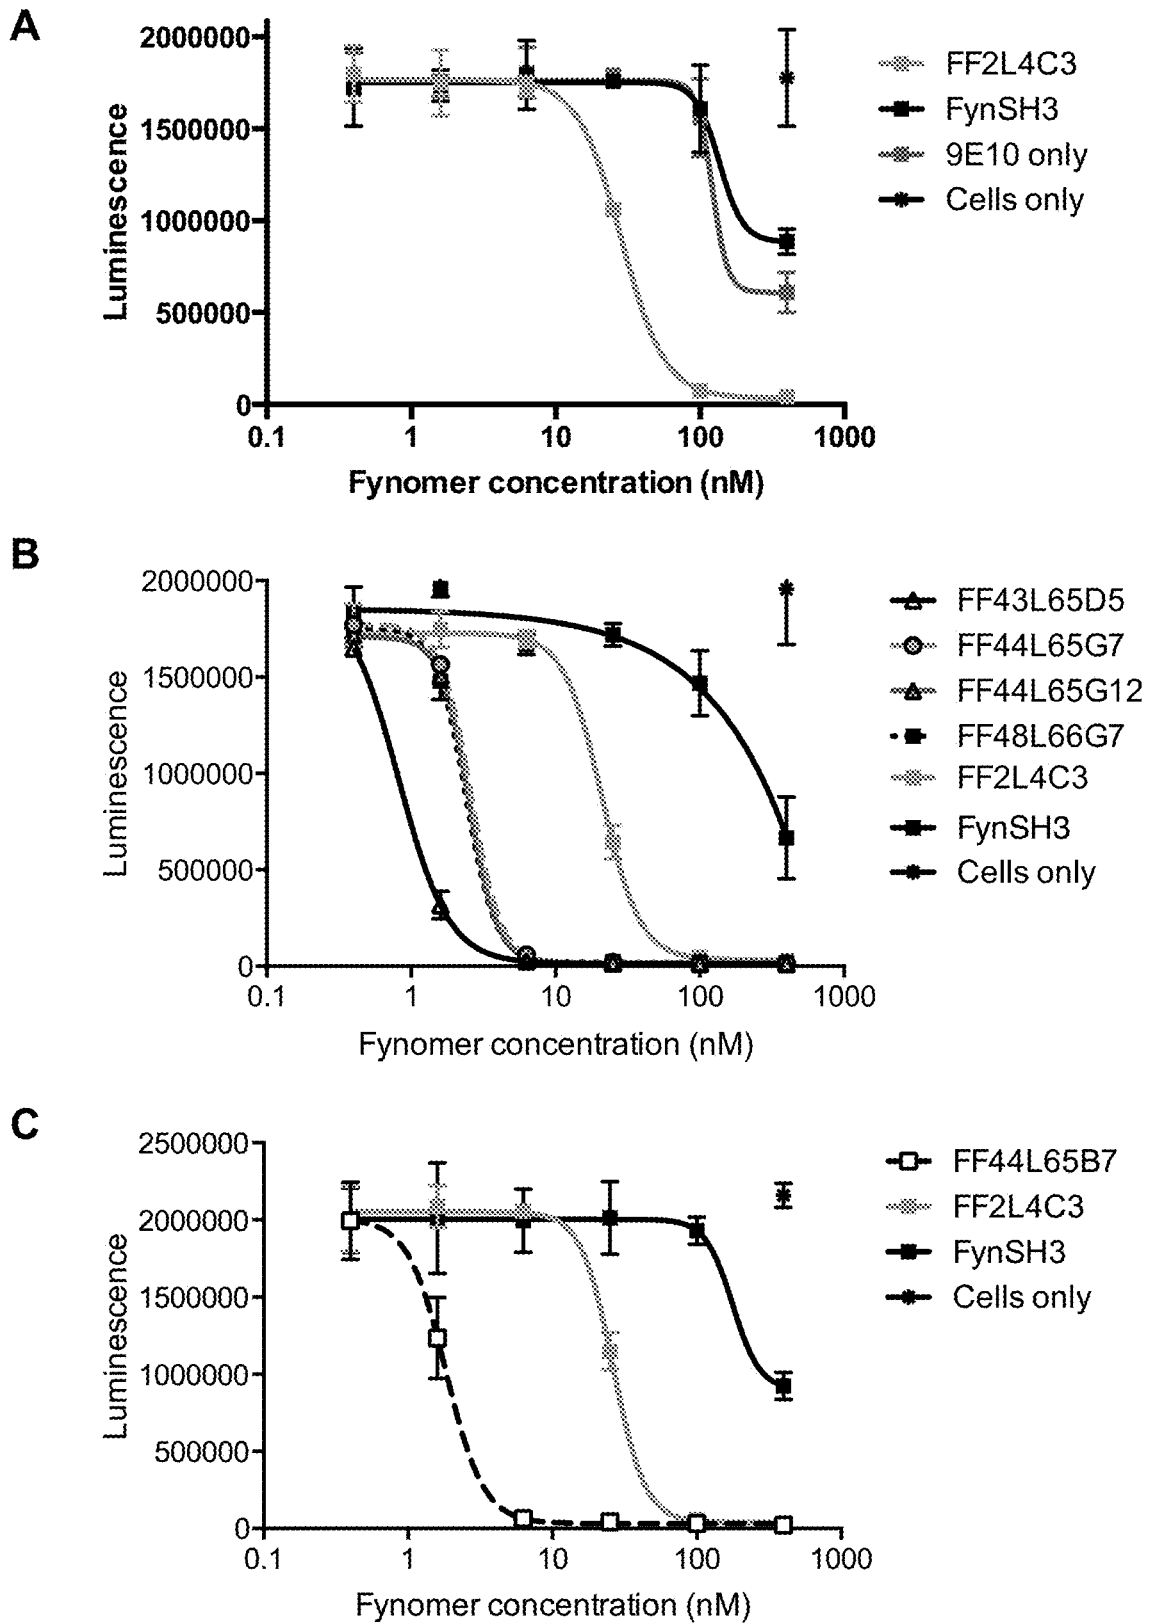 A
2000000
1500000
1000000
500000
0
Luminescence
0.1 1 10 100 1000
Fynomer concentration (nM)
FF2L4C3
FynSH3
9E10 only
Cells only
B
2000000
1500000
1000000
500000
0
Luminescence
0.1 1 10 100 1000
Fynomer concentration (nM)
FF43L65D5
FF44L65G7
FF44L65G12
FF48L66G7
FF2L4C3
FynSH3
Cells only
C
2500000
2000000
1500000
1000000
500000
0
Luminescence
0.1 1 10 100 1000
Fynomer concentration (nM)
FF44L65B7
FF2L4C3
FynSH3
Cells only